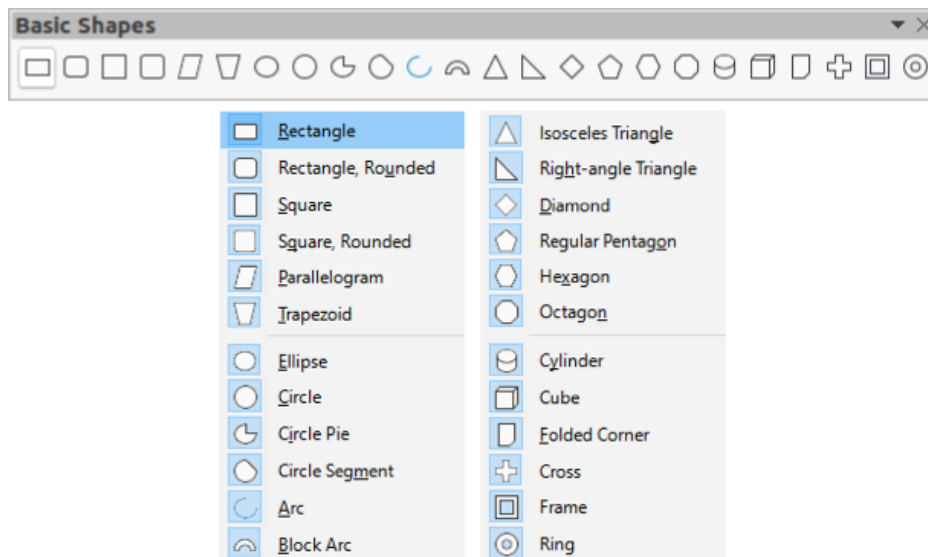 Basic Shapes
Rectangle
Rectangle, Rounded
Square
Square, Rounded
Parallelogram
Trapezoid
Ellipse
Circle
Circle Pie
Circle Segment
Arc
Block Arc
Isosceles Triangle
Right-angle Triangle
Diamond
Regular Pentagon
Hexagon
Octagon
Cylinder
Cube
Folded Corner
Cross
Frame
Ring